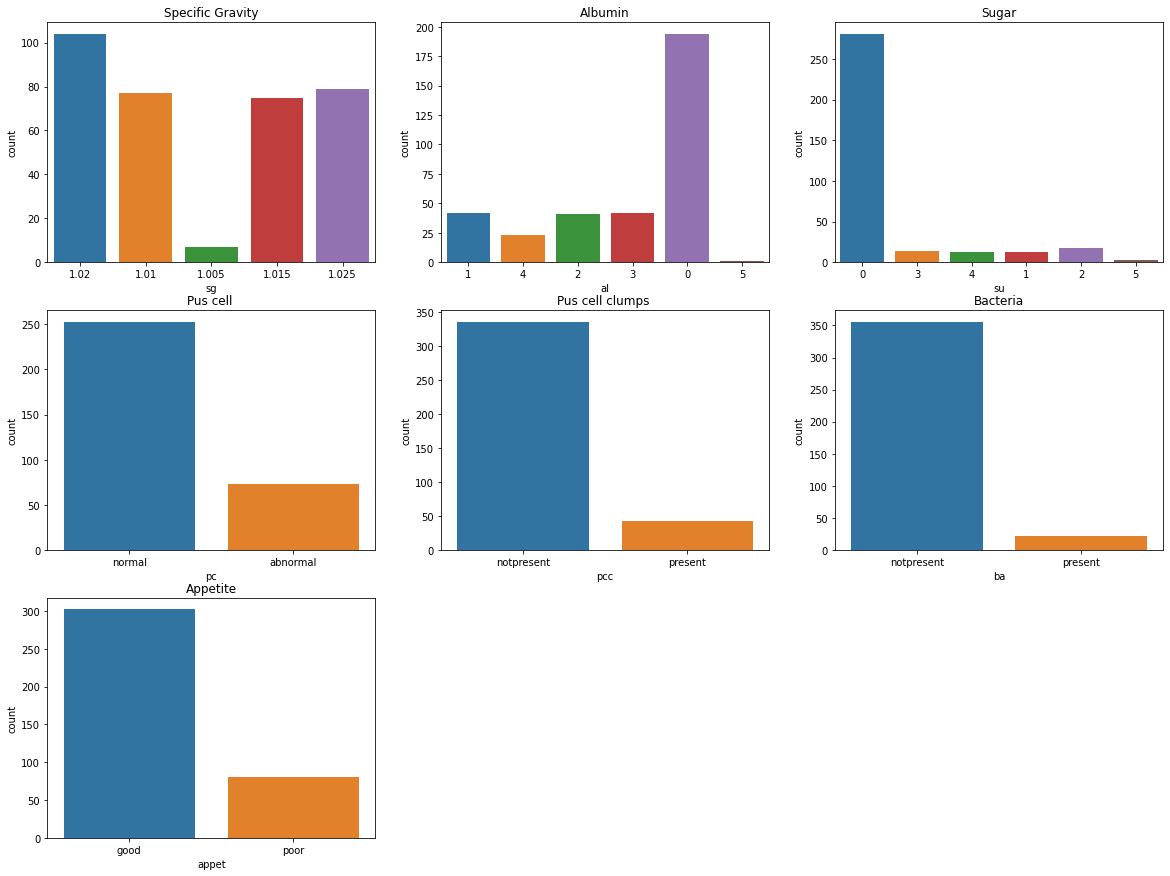 Specific Gravity
count
100
80
60
40
20
0
1.02 1.01 1.005 1.015 1.025
sg
Albumin
count
200
175
150
125
100
75
50
25
0
1 4 2 3 0 5
al
Sugar
count
250
200
150
100
50
0
0 3 4 1 2 5
su
Pus cell
count
250
200
150
100
50
0
normal abnormal
pc
Pus cell clumps
count
350
300
250
200
150
100
50
0
notpresent present
pcc
Bacteria
count
350
300
250
200
150
100
50
0
notpresent present
ba
Appetite
count
300
250
200
150
100
50
0
good poor
appet